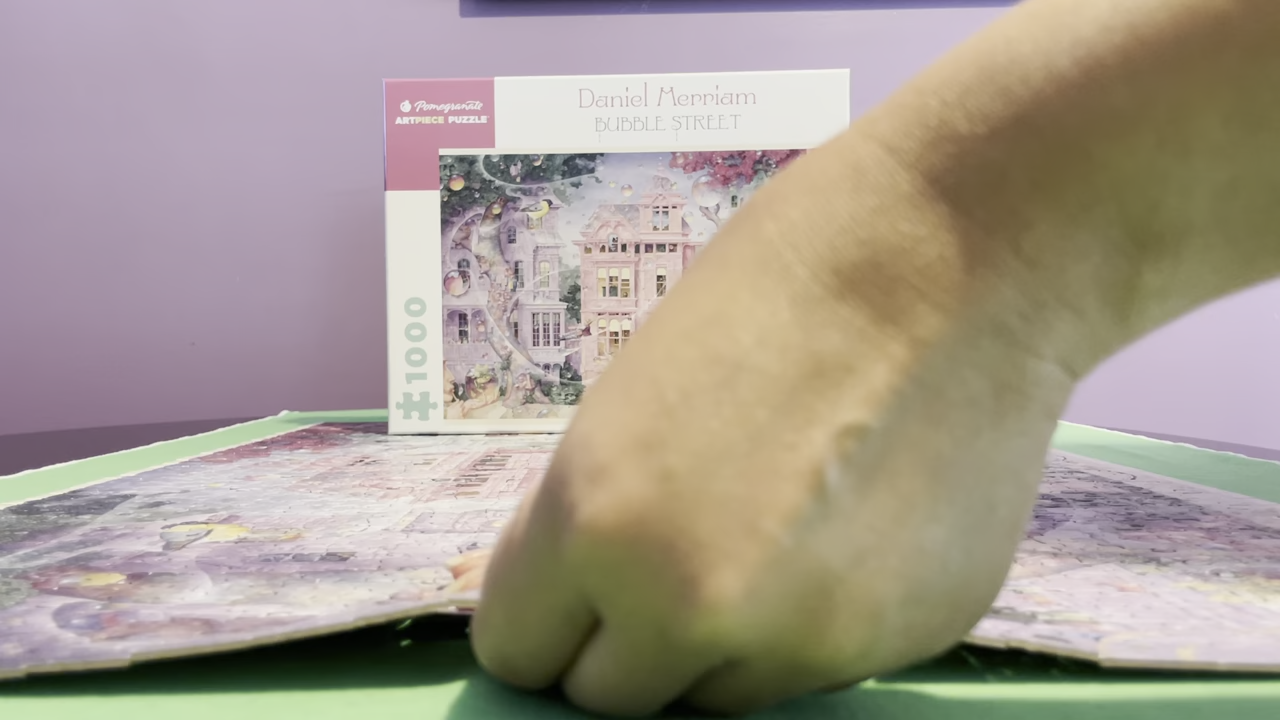 Pomegranate
ARTPIECE PUZZLE
Daniel Merriam
BUBBLE STREET
1000